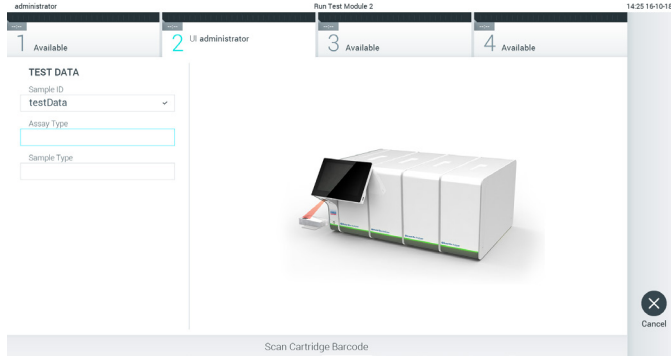 administrator
Run Test Module 2
14:25 16-10-18
--:--
--:--
--:--
--:--
1 Available
2 UI administrator
3 Available
4 Available
TEST DATA
Sample ID
testData
Assay Type
Sample Type
Cancel
Scan Cartridge Barcode